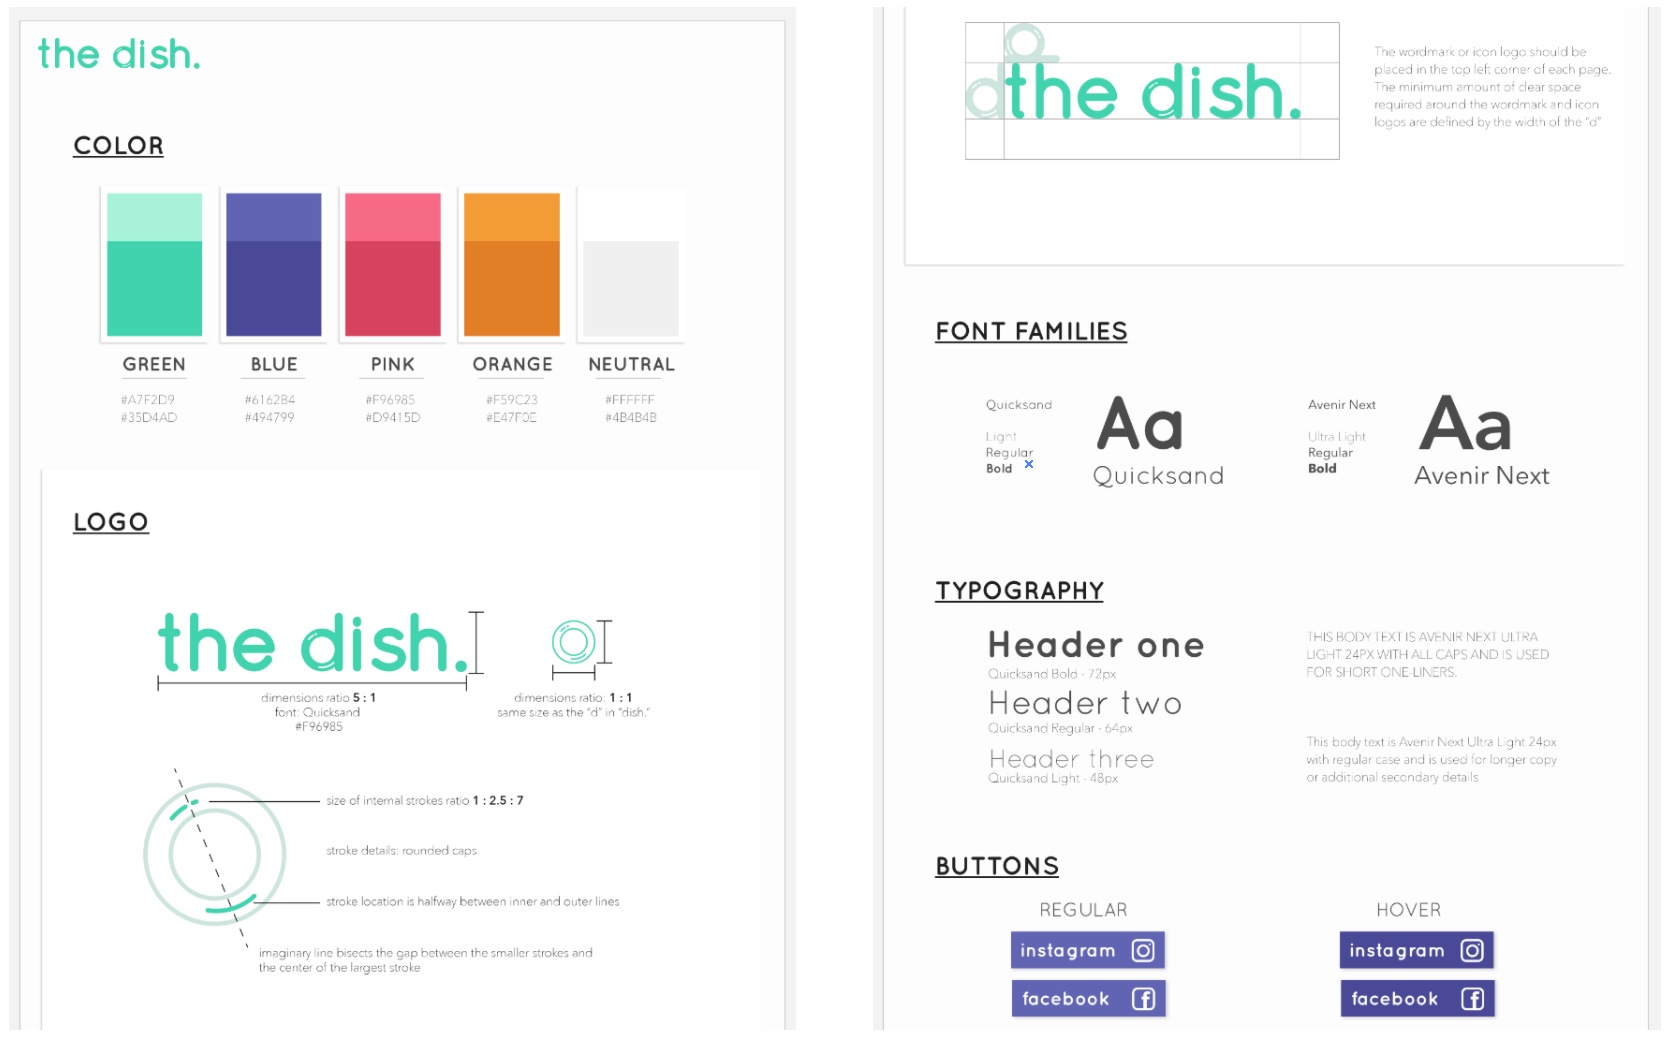 the dish.
COLOR
GREEN
#A7F2D9
#35D4AD
BLUE
#6162B4
#494799
PINK
#F96985
#D9415D
ORANGE
#F59C23
#E47F0E
NEUTRAL
#FFFFFF
#4B4B4B
LOGO
the dish.
dimensions ratio 5 : 1
font: Quicksand
#F96985
dimensions ratio: 1 : 1
same size as the "d" in "dish."
size of internal strokes ratio 1 : 2.5 : 7
stroke details: rounded caps
stroke location is halfway between inner and outer lines
imaginary line bisects the gap between the smaller strokes and
the center of the largest stroke
d
d
the dish.
The wordmark or icon logo should be
placed in the top left corner of each page.
The minimum amount of clear space
required around the wordmark and icon
logos are defined by the width of the "d"
FONT FAMILIES
Quicksand
Light
Regular
Bold
Aa
Quicksand
Avenir Next
Ultra Light
Regular
Bold
Aa
Avenir Next
TYPOGRAPHY
Header one
Quicksand Bold - 72px
Header two
Quicksand Regular - 64px
Header three
Quicksand Light - 48px
THIS BODY TEXT IS AVENIR NEXT ULTRA
LIGHT 24PX WITH ALL CAPS AND IS USED
FOR SHORT ONE-LINERS.
This body text is Avenir Next Ultra Light 24px
with regular case and is used for longer copy
or additional secondary details
BUTTONS
REGULAR
instagram
facebook
HOVER
instagram
facebook